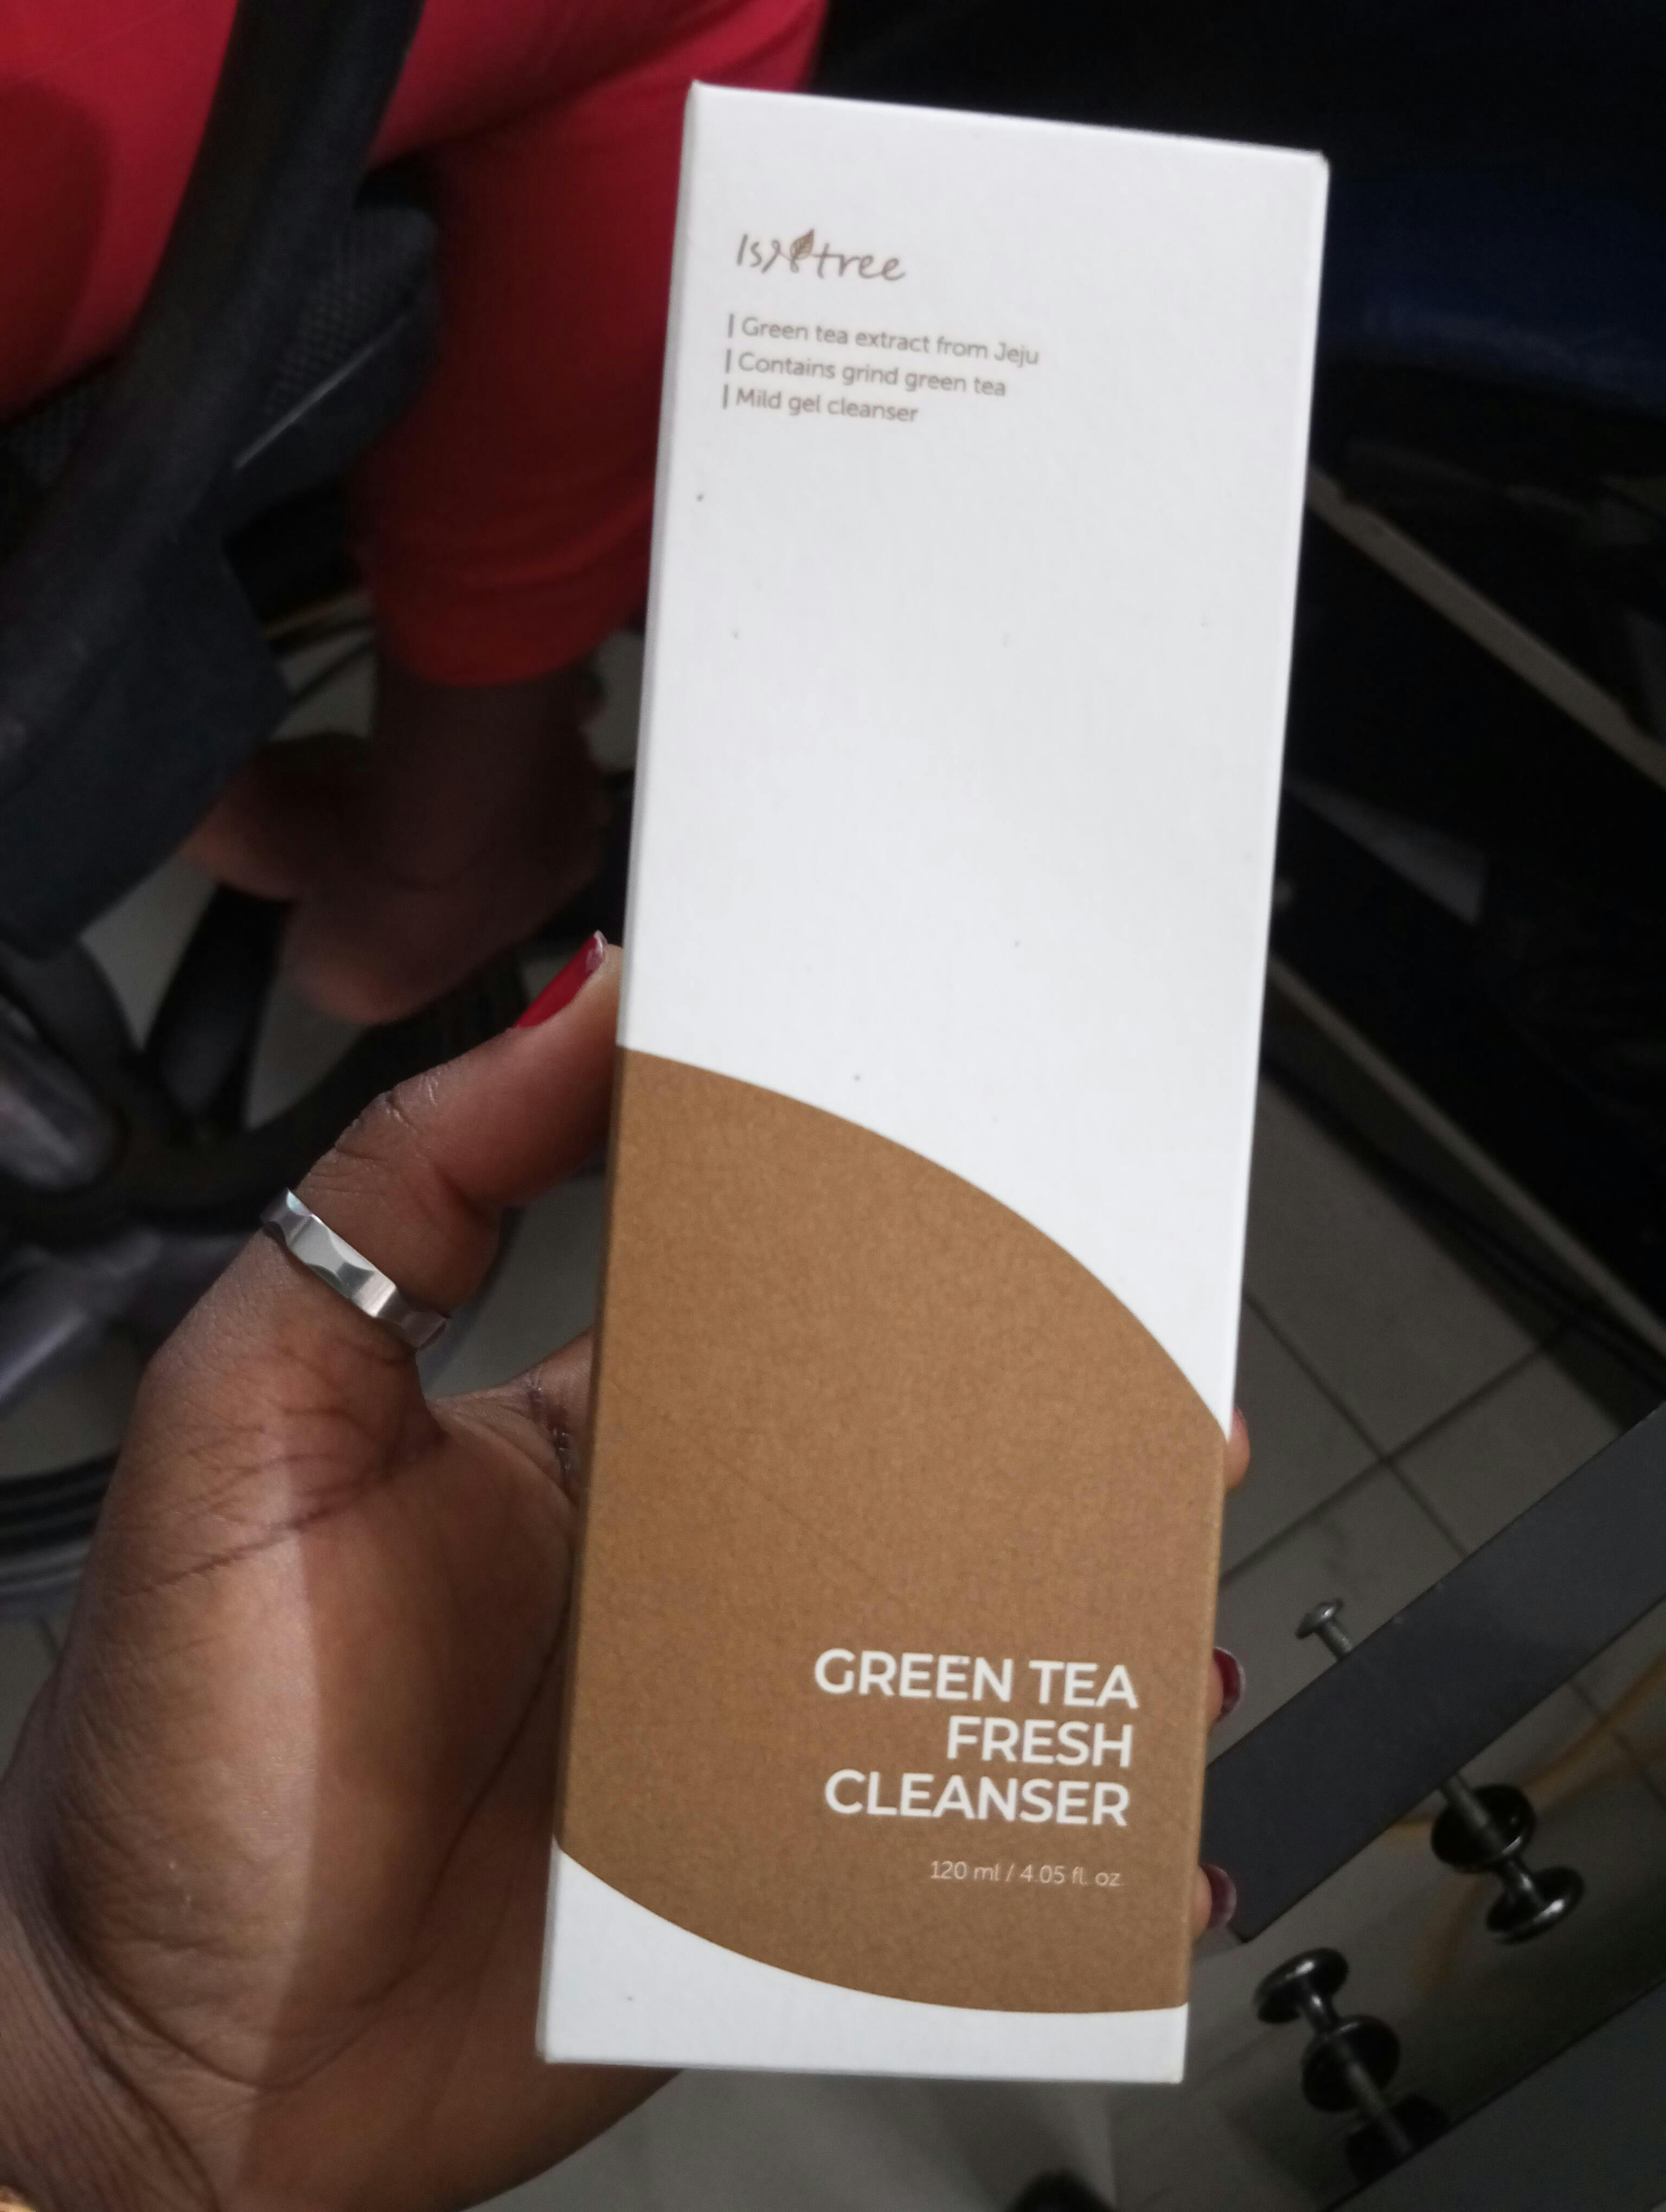 Isntree
| Green tea extract from Jeju
| Contains grind green tea
| Mild gel cleanser
GREEN TEA
FRESH
CLEANSER
120 ml / 4.05 fl. oz.